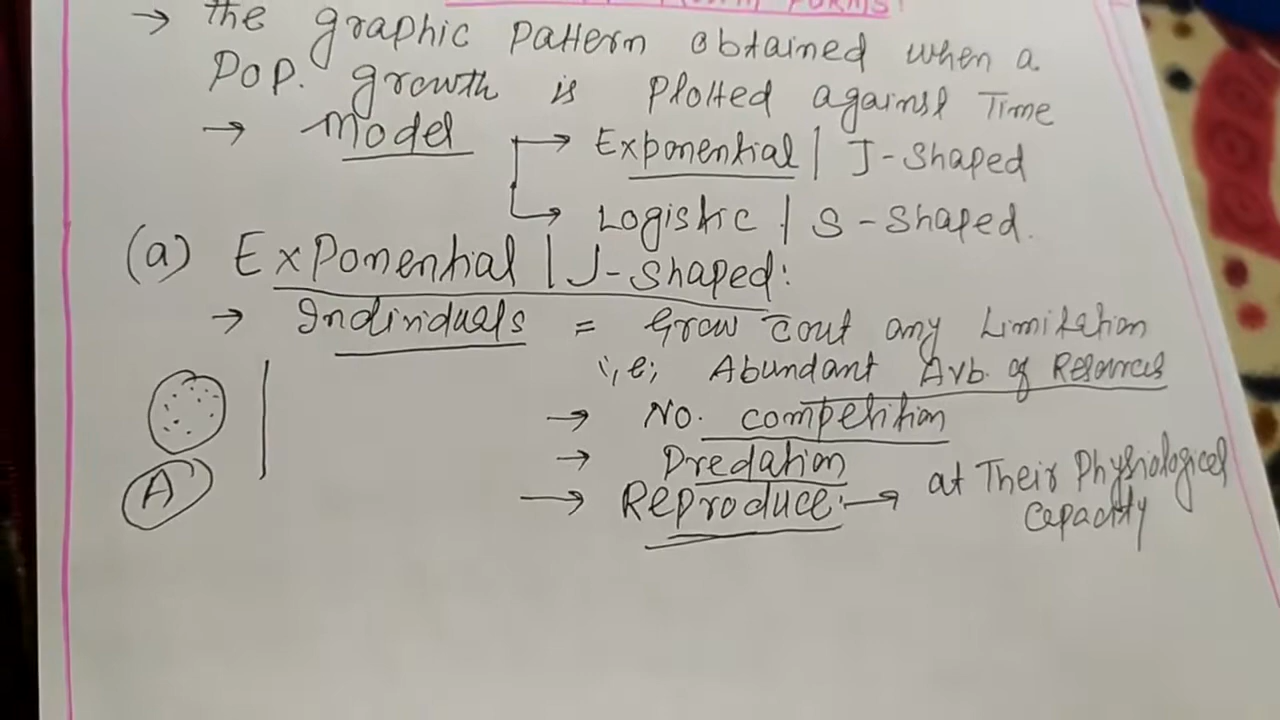 FORMS:
→ The graphic pattern obtained when a
Pop. growth is Plotted against Time
→ Model → Exponential | J-Shaped
→ Logistic | S-Shaped.
(a) Exponential | J-Shaped:
→ Individuals = Grow cout any Limitation
i,e; Abundant Avb. of Resources
→ No. competition
→ Predation
→ Reproduce:→ at Their Physiological
Capacity
A